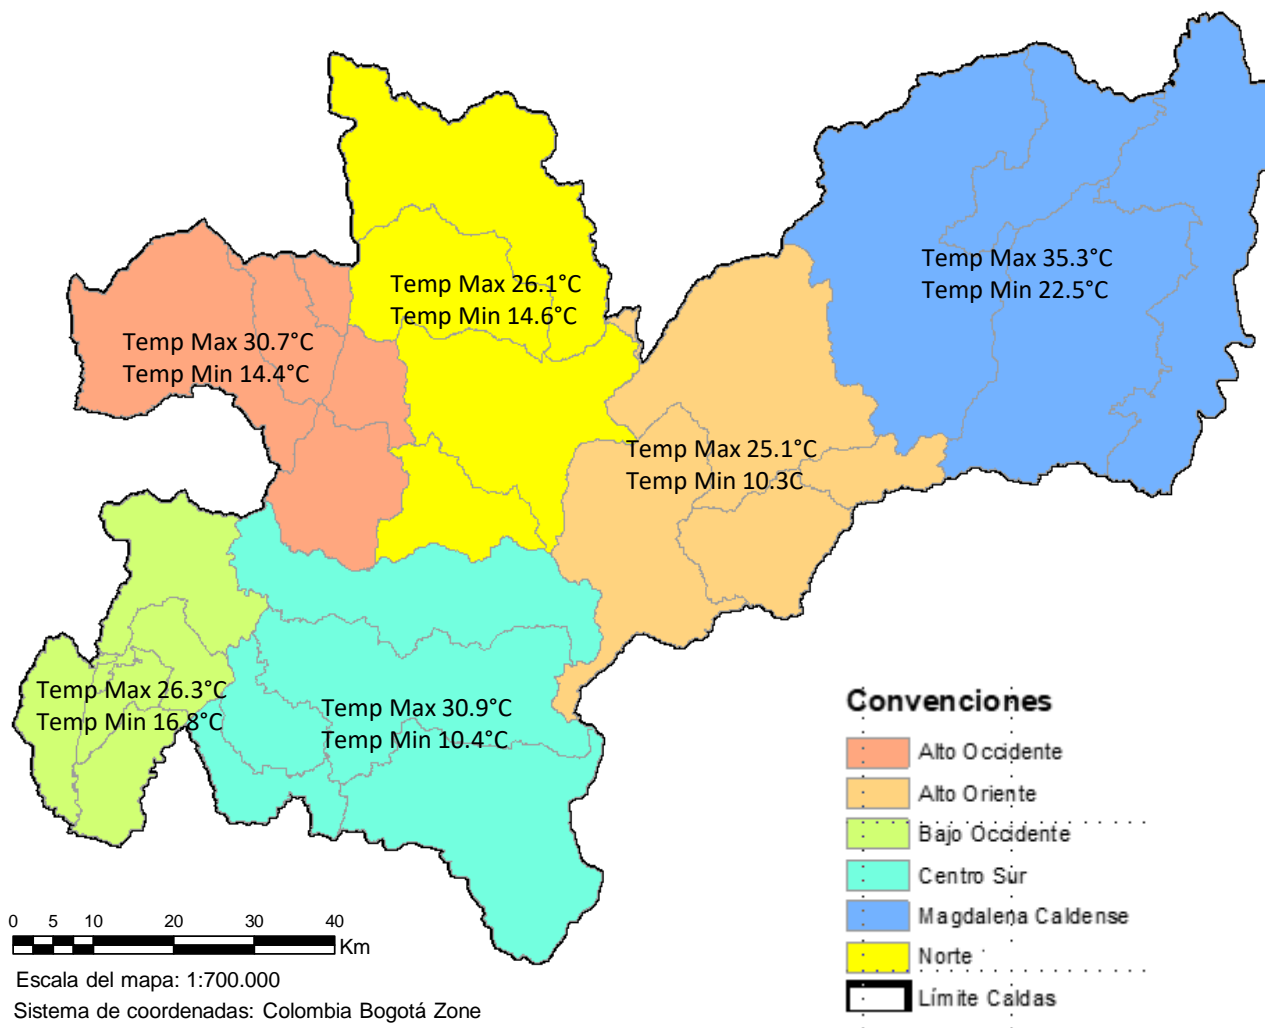 Temp Max 35.3°C
Temp Min 22.5°C
Temp Max 26.1°C
Temp Min 14.6°C
Temp Max 30.7°C
Temp Min 14.4°C
Temp Max 25.1°C
Temp Min 10.3C
Temp Max 26.3°C
Temp Min 16.8°C
Temp Max 30.9°C
Temp Min 10.4°C
Convenciones
Alto Occidente
Alto Oriente
Bajo Occidente
Centro Sur
Magdalena Caldense
Norte
Límite Caldas
0 5 10 20 30 40
Km
Escala del mapa: 1:700.000
Sistema de coordenadas: Colombia Bogotá Zone